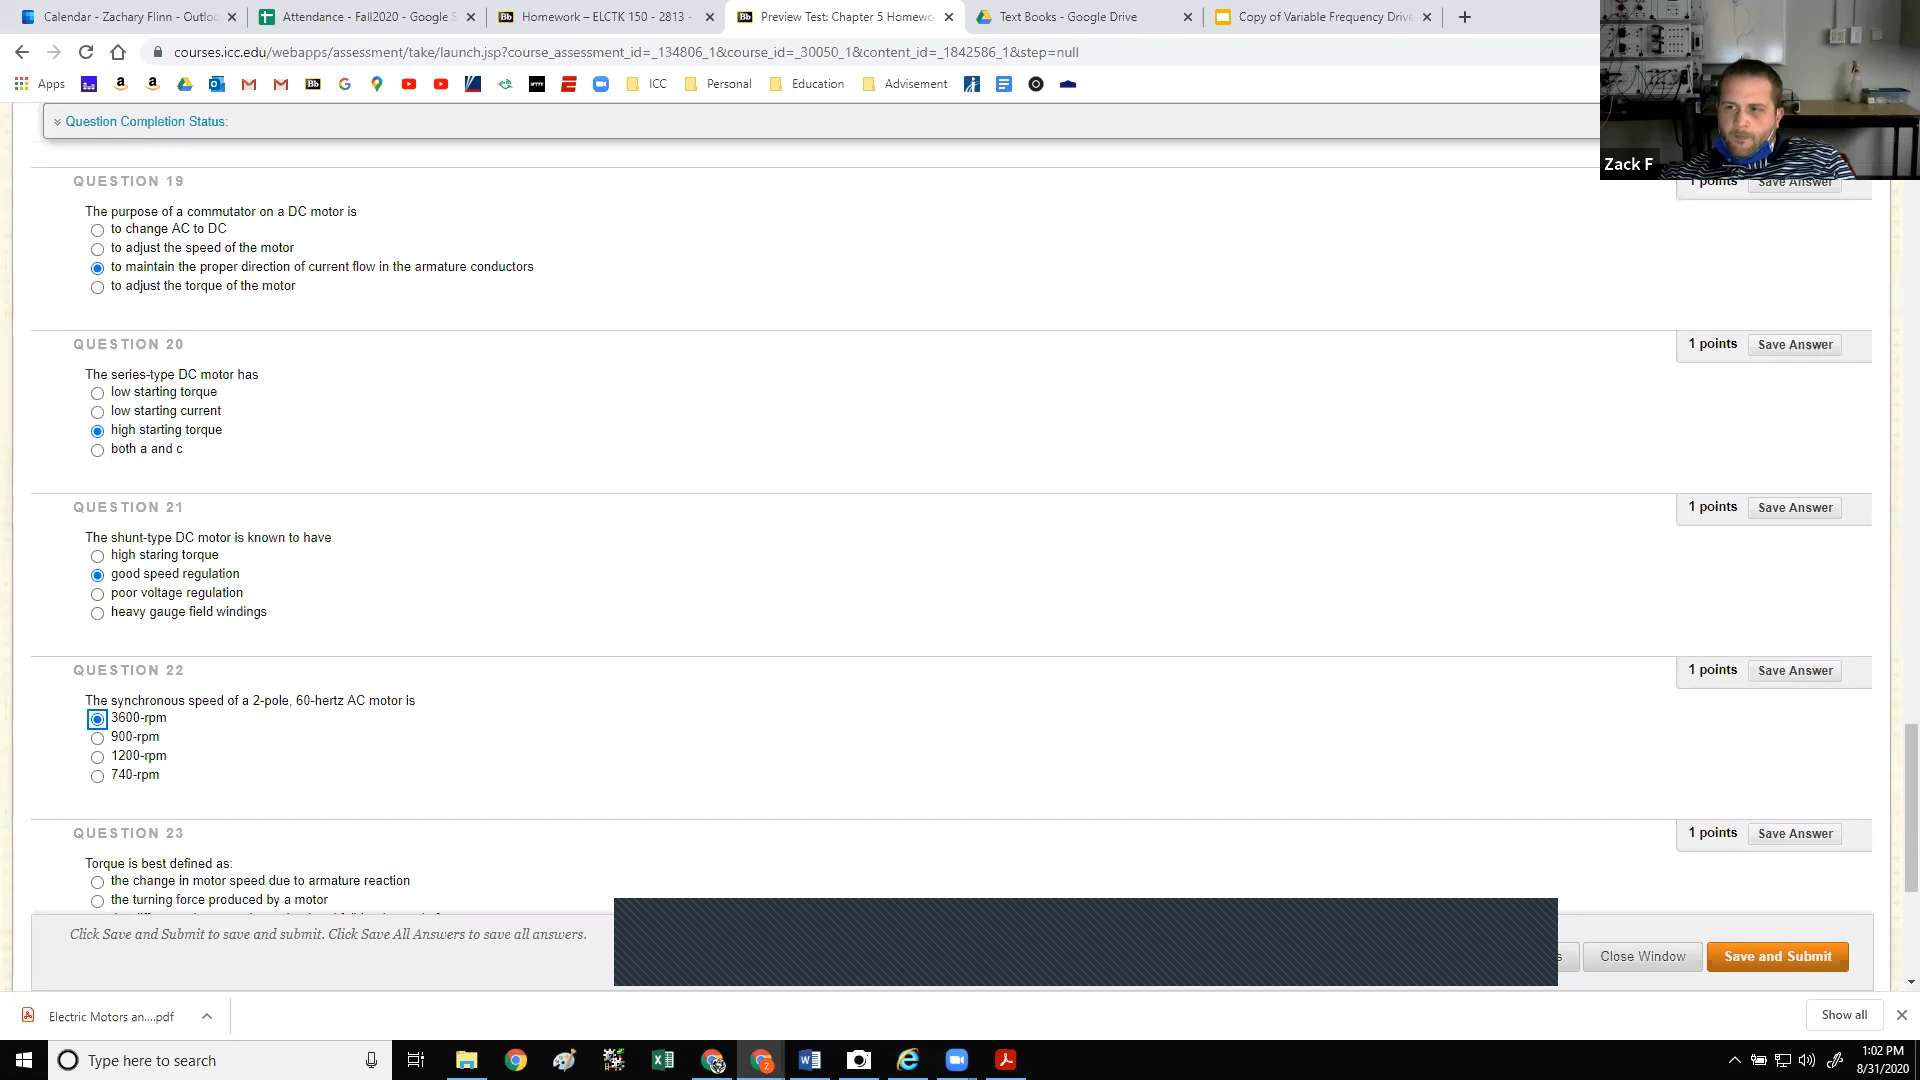 Calendar - Zachary Flinn - Outlo
Attendance - Fall2020 - Google S
Homework – ELCTK 150 - 2813 -
Preview Test: Chapter 5 Homewo
Text Books - Google Drive
Copy of Variable Frequency Driv
courses.icc.edu/webapps/assessment/take/launch.jsp?course_assessment_id=_134806_1&course_id=_30050_1&content_id=_1842586_1&step=null
Apps
ICC
Personal
Education
Advisement
Zack F
Question Completion Status:
QUESTION 19
1 points
Save Answer
The purpose of a commutator on a DC motor is
to change AC to DC
to adjust the speed of the motor
to maintain the proper direction of current flow in the armature conductors
to adjust the torque of the motor
QUESTION 20
1 points
Save Answer
The series-type DC motor has
low starting torque
low starting current
high starting torque
both a and c
QUESTION 21
1 points
Save Answer
The shunt-type DC motor is known to have
high staring torque
good speed regulation
poor voltage regulation
heavy gauge field windings
QUESTION 22
1 points
Save Answer
The synchronous speed of a 2-pole, 60-hertz AC motor is
3600-rpm
900-rpm
1200-rpm
740-rpm
QUESTION 23
1 points
Save Answer
Torque is best defined as:
the change in motor speed due to armature reaction
the turning force produced by a motor
Click Save and Submit to save and submit. Click Save All Answers to save all answers.
s
Close Window
Save and Submit
Electric Motors an....pdf
Show all
Type here to search
1:02 PM
8/31/2020